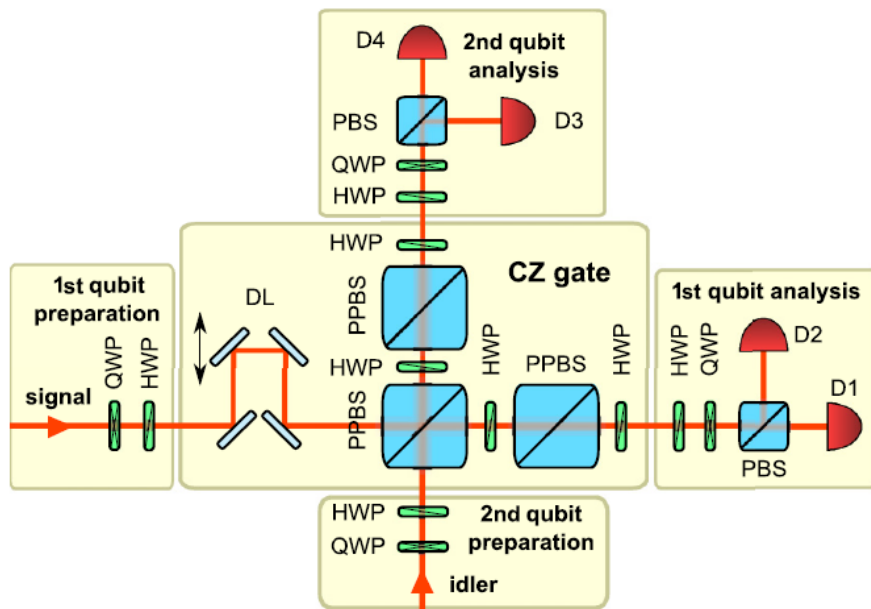 D4
2nd qubit
analysis
PBS
D3
QWP
HWP
HWP
CZ gate
1st qubit
preparation
DL
PPBS
1st qubit analysis
D2
QWP
HWP
HWP
HWP
PPBS
HWP
HWP
QWP
D1
signal
PPBS
PBS
HWP
2nd qubit
preparation
QWP
idler